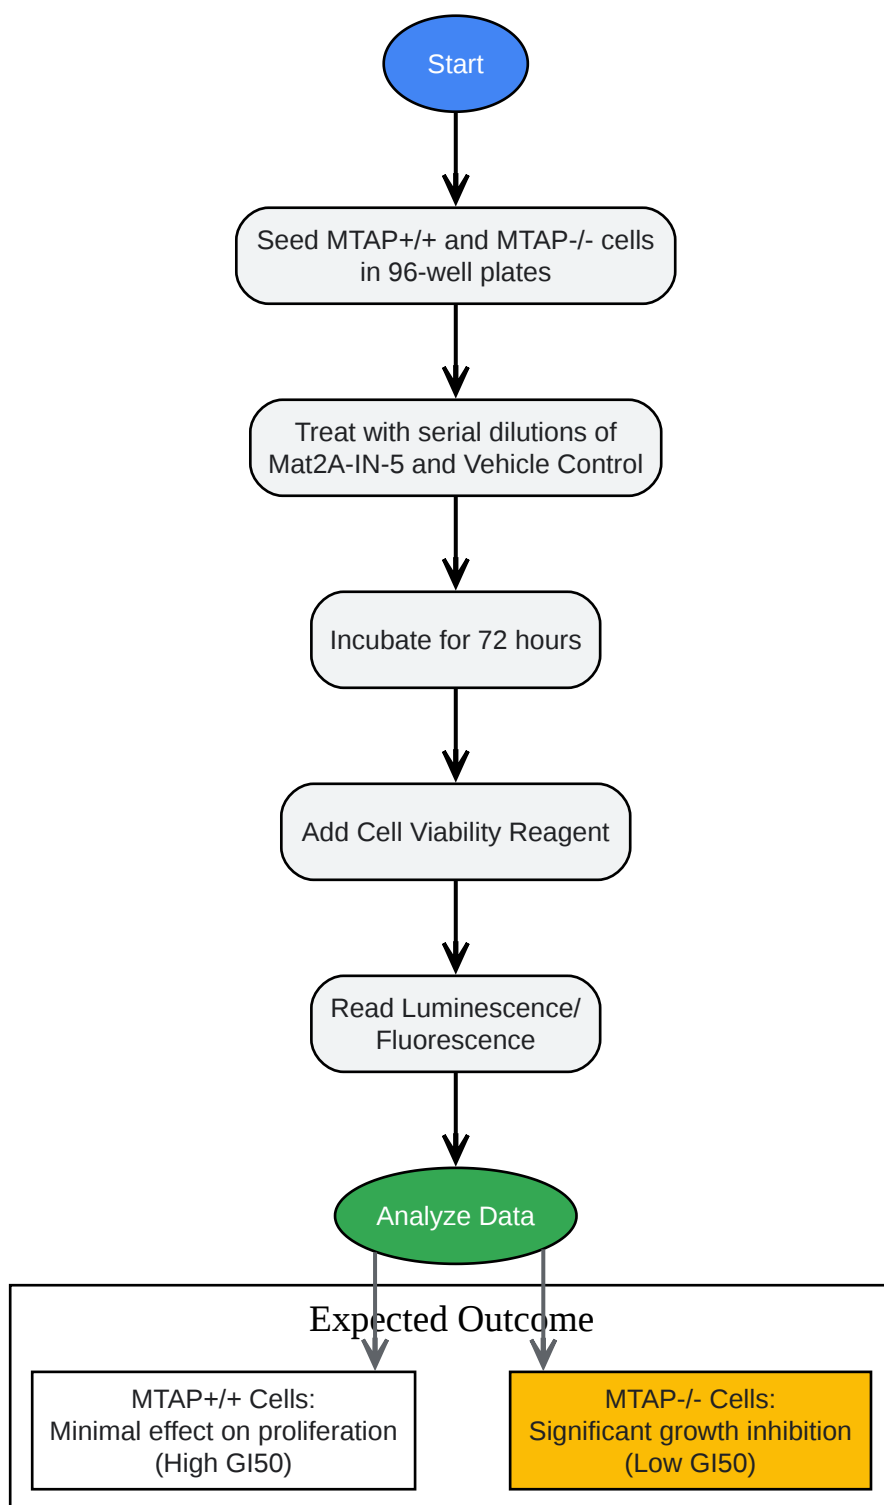 Start
Seed MTAP+/+ and MTAP-/- cells
in 96-well plates
Treat with serial dilutions of
Mat2A-IN-5 and Vehicle Control
Incubate for 72 hours
Add Cell Viability Reagent
Read Luminescence/
Fluorescence
Analyze Data
Expected Outcome
MTAP+/+ Cells:
Minimal effect on proliferation
(High GI50)
MTAP-/- Cells:
Significant growth inhibition
(Low GI50)